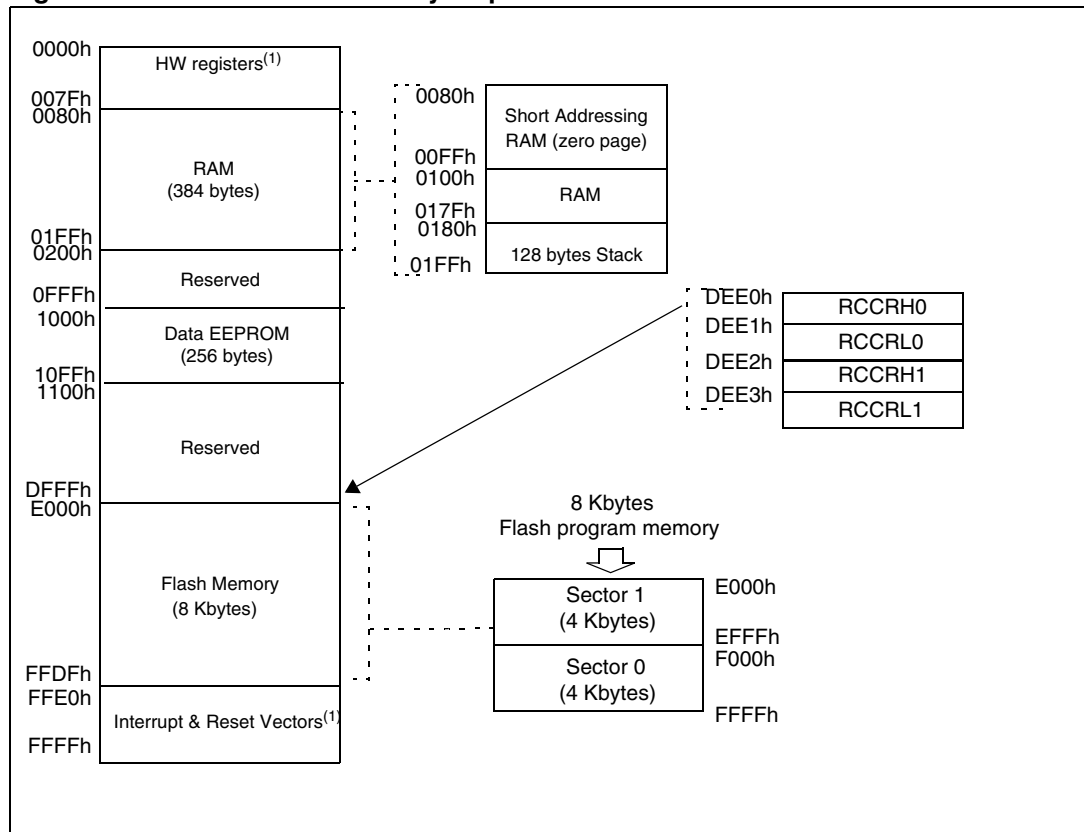 0000h
HW registers(1)
007Fh
0080h
RAM
(384 bytes)
01FFh
0200h
Reserved
0FFFh
1000h
Data EEPROM
(256 bytes)
10FFh
1100h
Reserved
DFFFh
E000h
Flash Memory
(8 Kbytes)
FFDFh
FFE0h
Interrupt & Reset Vectors(1)
FFFFh
0080h
Short Addressing
RAM (zero page)
00FFh
0100h
RAM
017Fh
0180h
128 bytes Stack
01FFh
DEE0h
RCCRH0
DEE1h
RCCRL0
DEE2h
RCCRH1
DEE3h
RCCRL1
8 Kbytes
Flash program memory
Sector 1
(4 Kbytes)
E000h
EFFFh
F000h
Sector 0
(4 Kbytes)
FFFFh